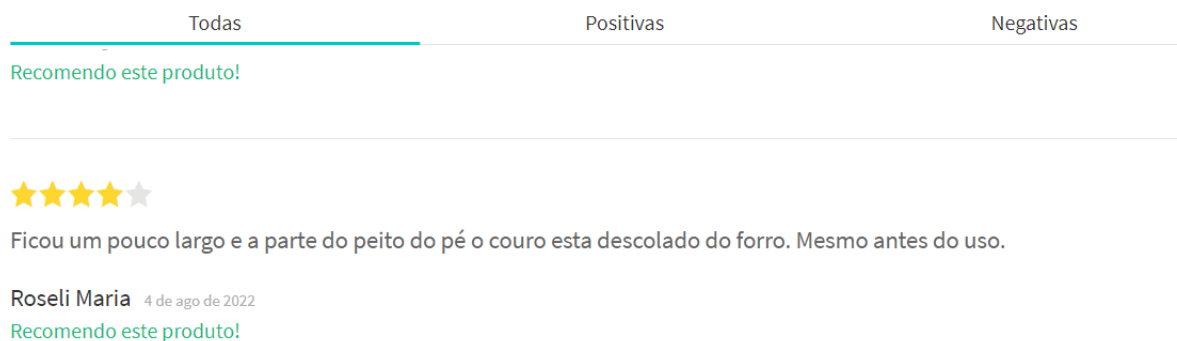 Todas Positivas Negativas
Recomendo este produto!
Ficou um pouco largo e a parte do peito do pé o couro esta descolado do forro. Mesmo antes do uso.
Roseli Maria 4 de ago de 2022
Recomendo este produto!